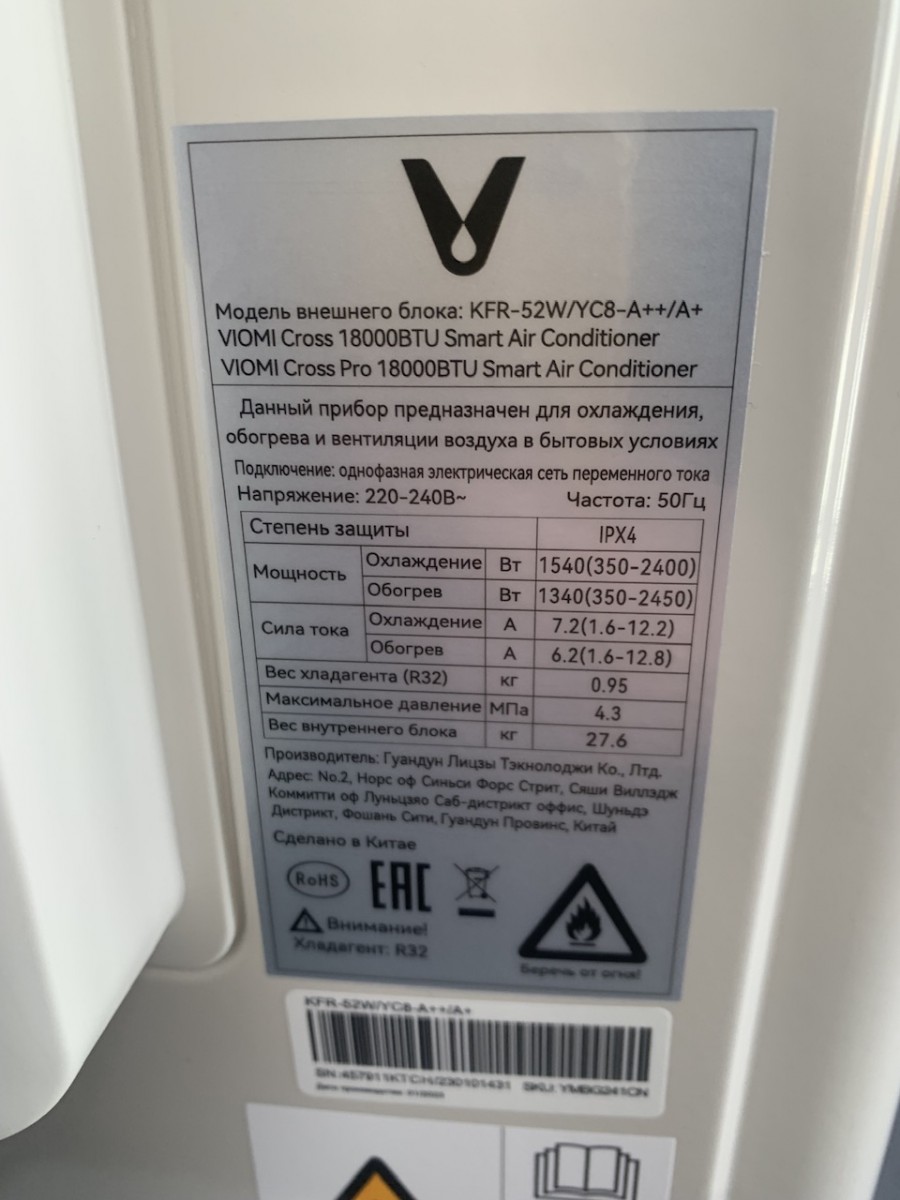 Модель внешнего блока: KFR-52W/YC8-A++/A+
VIOMI Cross 18000BTU Smart Air Conditioner
VIOMI Cross Pro 18000BTU Smart Air Conditioner
Данный прибор предназначен для охлаждения,
обогрева и вентиляции воздуха в бытовых условиях
Подключение: однофазная электрическая сеть переменного тока
Напряжение: 220-240В~ Частота: 50Гц
Степень защиты IPX4
Мощность Охлаждение Вт 1540(350-2400)
Обогрев Вт 1340(350-2450)
Сила тока Охлаждение А 7.2(1.6-12.2)
Обогрев А 6.2(1.6-12.8)
Вес хладагента (R32) кг 0.95
Максимальное давление МПа 4.3
Вес внутреннего блока кг 27.6
Производитель: Гуандун Лицзы Тэкнолоджи Ко., Лтд.
Адрес: No.2, Норс оф Синьси Форс Стрит, Сяши Виллэдж
Коммитти оф Луньцзяо Саб-дистрикт оффис, Шуньдэ
Дистрикт, Фошань Сити, Гуандун Провинс, Китай
Сделано в Китае
RoHS EAC
Внимание!
Хладагент: R32
Беречь от огня!
KFR-52W/YC8-A++/A+